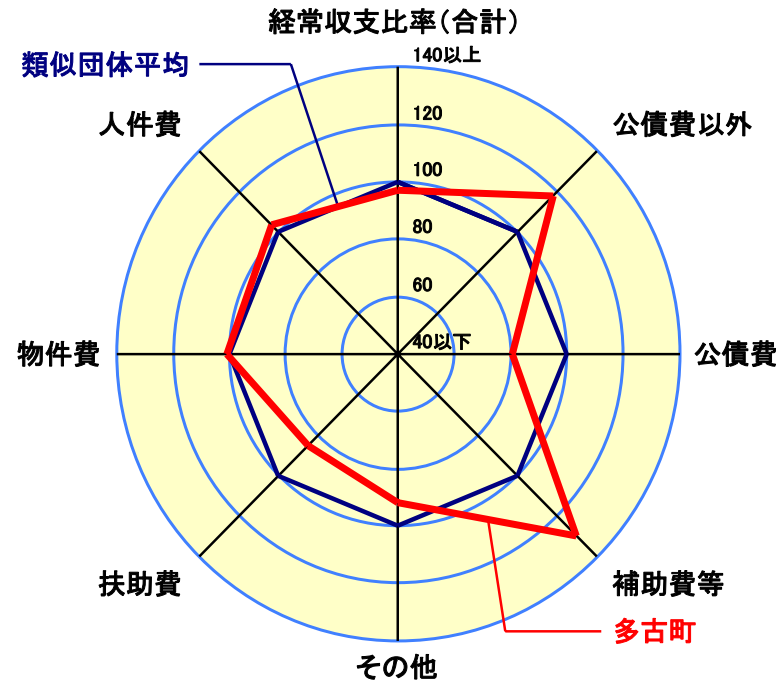 経常収支比率(合計)
140以上
類似団体平均
人件費
120
公債費以外
100
80
60
40以下
物件費
公債費
扶助費
補助費等
多古町
その他